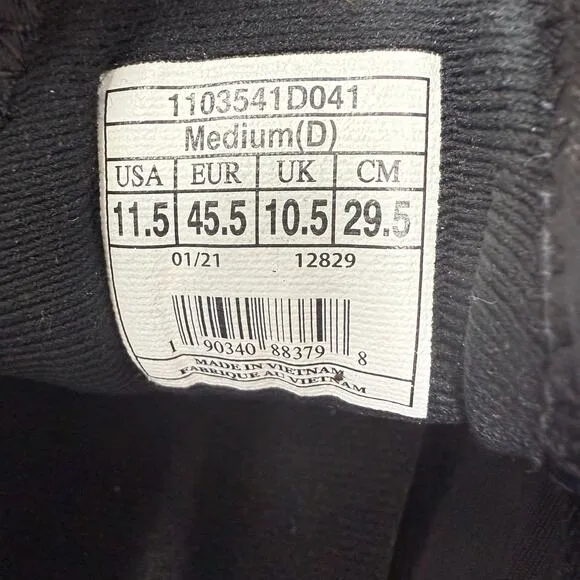 1103541D041
Medium(D)
USA EUR UK CM
11.5 45.5 10.5 29.5
01/21 12829
1 90340 88379 8
MADE IN VIETNAM
FABRIQUE AU VIETNAM